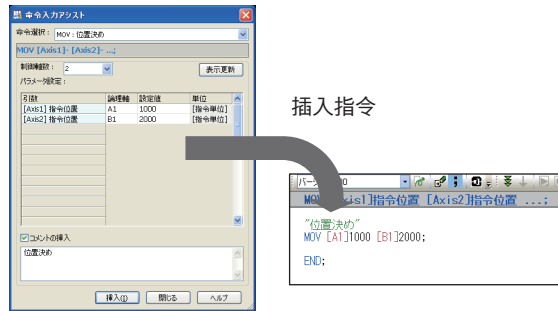 命令入力アシスト
命令選択： MOV：位置決め
MOV [Axis1]- [Axis2]- ...;
制御軸数： 2 表示更新
パラメータ設定：
引数 論理軸 設定値 単位
[Axis1] 指令位置 A1 1000 [指令単位]
[Axis2] 指令位置 B1 2000 [指令単位]
コメントの挿入
位置決め
挿入(I) 閉じる ヘルプ
挿入指令
MOV [Axis1]指令位置 [Axis2]指令位置 ...;
"位置決め"
MOV [A1]1000 [B1]2000;
END;